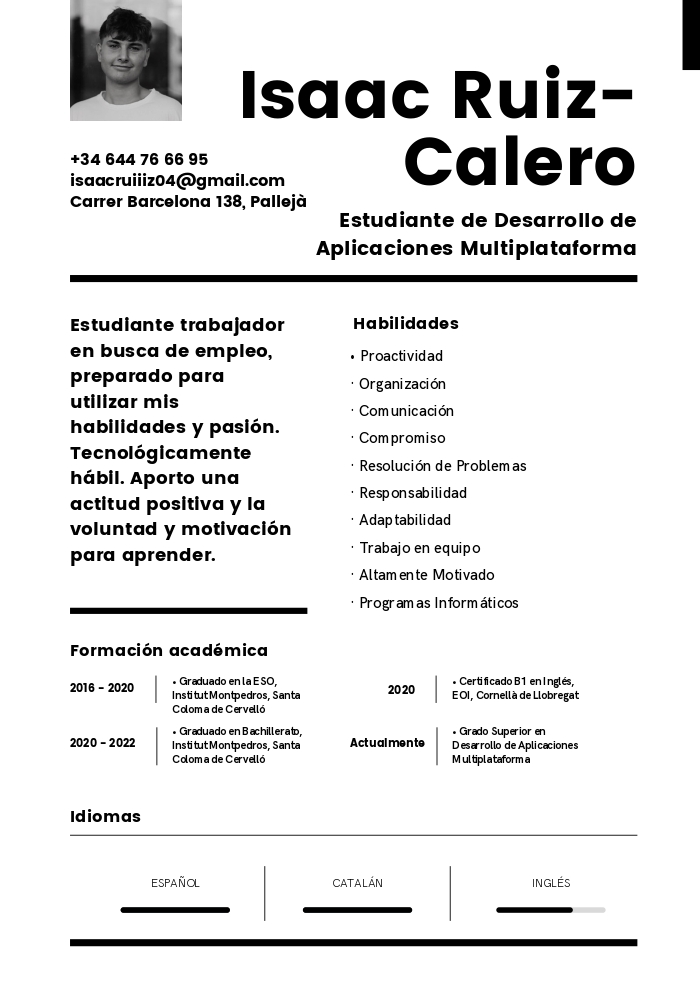 Isaac Ruiz-
Calero
+34 644 76 66 95
isaacruiiiz04@gmail.com
Carrer Barcelona 138, Pallejà
Estudiante de Desarrollo de
Aplicaciones Multiplataforma
Estudiante trabajador
en busca de empleo,
preparado para
utilizar mis
habilidades y pasión.
Tecnológicamente
hábil. Aporto una
actitud positiva y la
voluntad y motivación
para aprender.
Habilidades
• Proactividad
· Organización
· Comunicación
· Compromiso
· Resolución de Problemas
· Responsabilidad
· Adaptabilidad
· Trabajo en equipo
· Altamente Motivado
· Programas Informáticos
Formación académica
2016 - 2020
• Graduado en la ESO,
Institut Montpedros, Santa
Coloma de Cervelló
2020
• Certificado B1 en Inglés,
EOI, Cornellà de Llobregat
2020 - 2022
• Graduado en Bachillerato,
Institut Montpedros, Santa
Coloma de Cervelló
Actualmente
• Grado Superior en
Desarrollo de Aplicaciones
Multiplataforma
Idiomas
ESPAÑOL
CATALÁN
INGLÉS